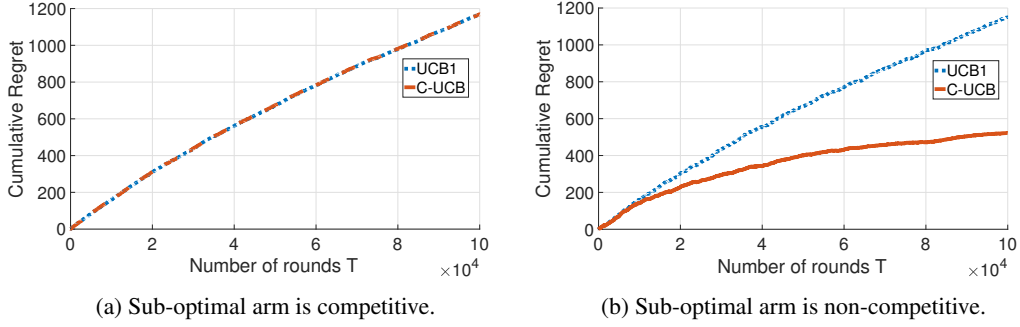 1200
1000
800
600
400
200
0
Cumulative Regret
UCB1
C-UCB
0 2 4 6 8 10
Number of rounds T
×10^4
(a) Sub-optimal arm is competitive.
1200
1000
800
600
400
200
0
Cumulative Regret
UCB1
C-UCB
0 2 4 6 8 10
Number of rounds T
×10^4
(b) Sub-optimal arm is non-competitive.